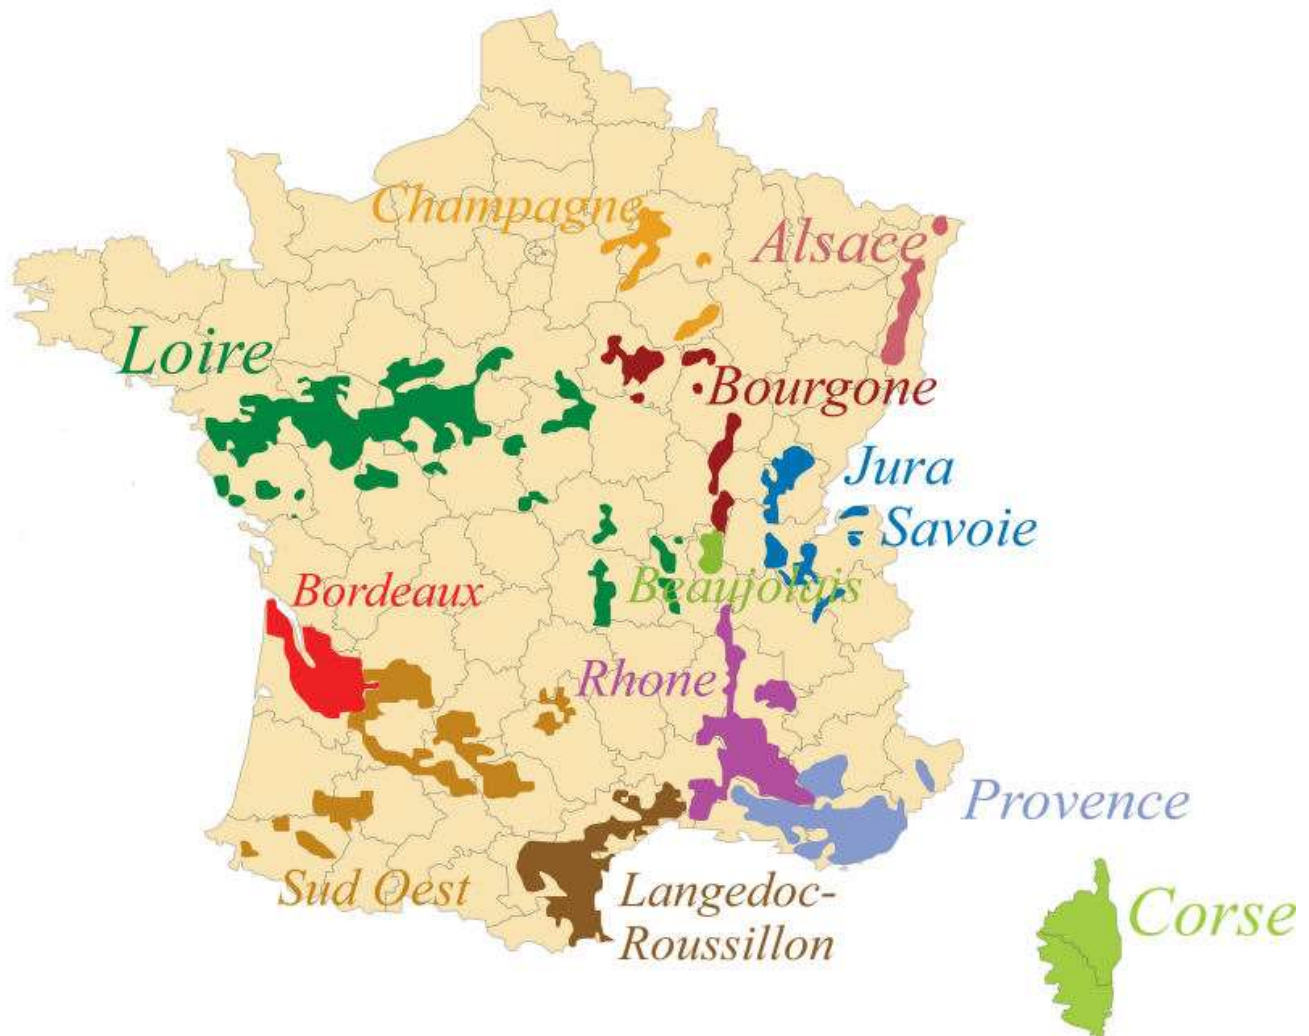 Champagne
Alsace
Loire
Bourgone
Jura
Savoie
Bordeaux
Beaujolais
Rhone
Provence
Sud Oest
Langedoc-
Roussillon
Corse